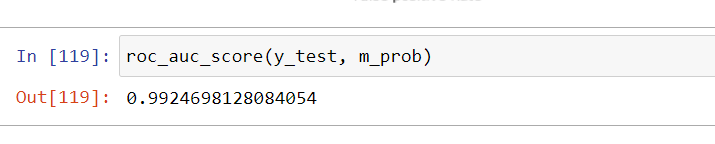 In [119]: roc_auc_score(y_test, m_prob)
Out[119]: 0.9924698128084054